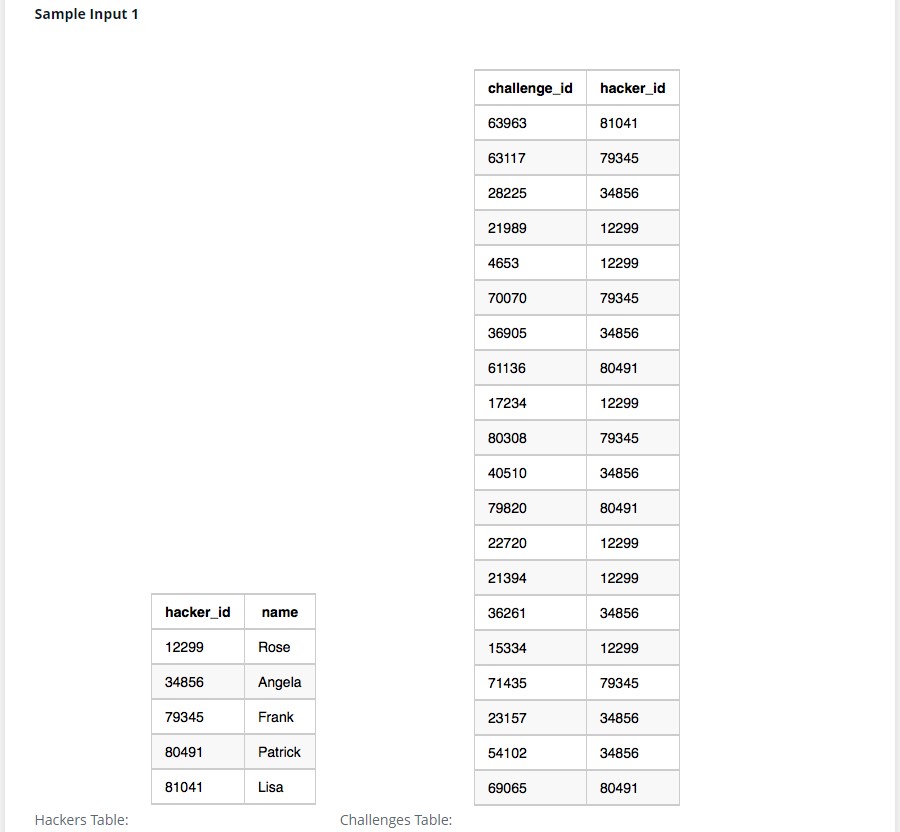 Sample Input 1
challenge_id hacker_id
63963 81041
63117 79345
28225 34856
21989 12299
4653 12299
70070 79345
36905 34856
61136 80491
17234 12299
80308 79345
40510 34856
79820 80491
22720 12299
21394 12299
36261 34856
15334 12299
71435 79345
23157 34856
54102 34856
69065 80491
hacker_id name
12299 Rose
34856 Angela
79345 Frank
80491 Patrick
81041 Lisa
Hackers Table: Challenges Table: